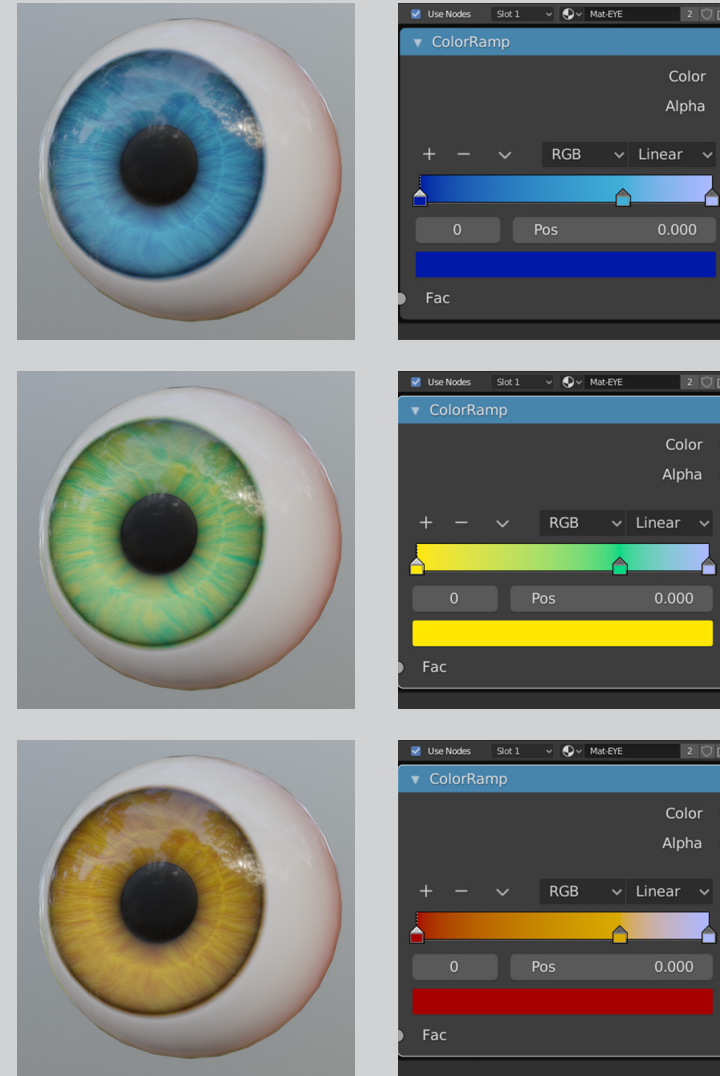 Use Nodes Slot 1 Mat-EYE 2
ColorRamp
Color
Alpha
RGB Linear
0 Pos 0.000
Fac
Use Nodes Slot 1 Mat-EYE 2
ColorRamp
Color
Alpha
RGB Linear
0 Pos 0.000
Fac
Use Nodes Slot 1 Mat-EYE 2
ColorRamp
Color
Alpha
RGB Linear
0 Pos 0.000
Fac